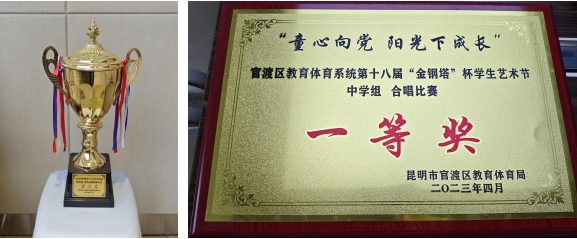 “童心向党 阳光下成长”
官渡区教育体育系统第十八届“金钢塔”杯学生艺术节
中学组 合唱比赛
一等奖
昆明市官渡区教育体育局
二〇二三年四月